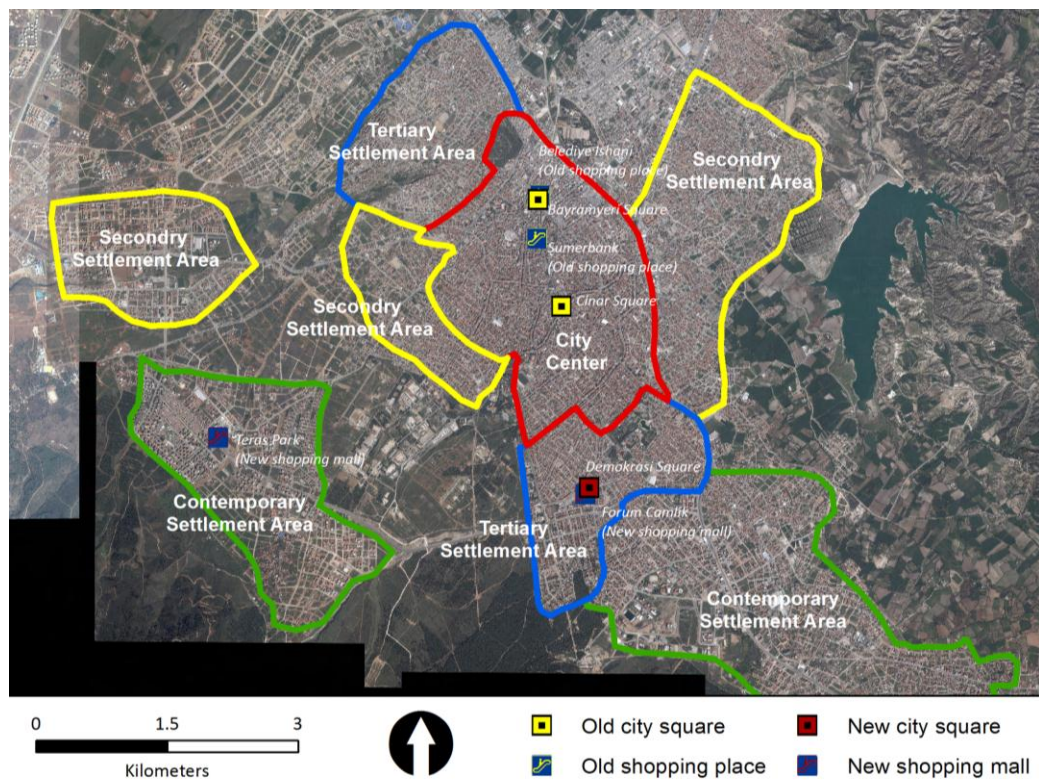 Tertiary
Settlement Area
Belediye Ishani
(Old shopping place)
Secondry
Settlement Area
Bayramyeri Square
Secondry
Settlement Area
Sumerbank
(Old shopping place)
Secondry
Settlement Area
Cinar Square
City
Center
Teras Park
(New shopping mall)
Demokrasi Square
Contemporary
Settlement Area
Tertiary
Settlement Area
Forum Camlik
(New shopping mall)
Contemporary
Settlement Area
0 1.5 3
Kilometers
Old city square
New city square
Old shopping place
New shopping mall